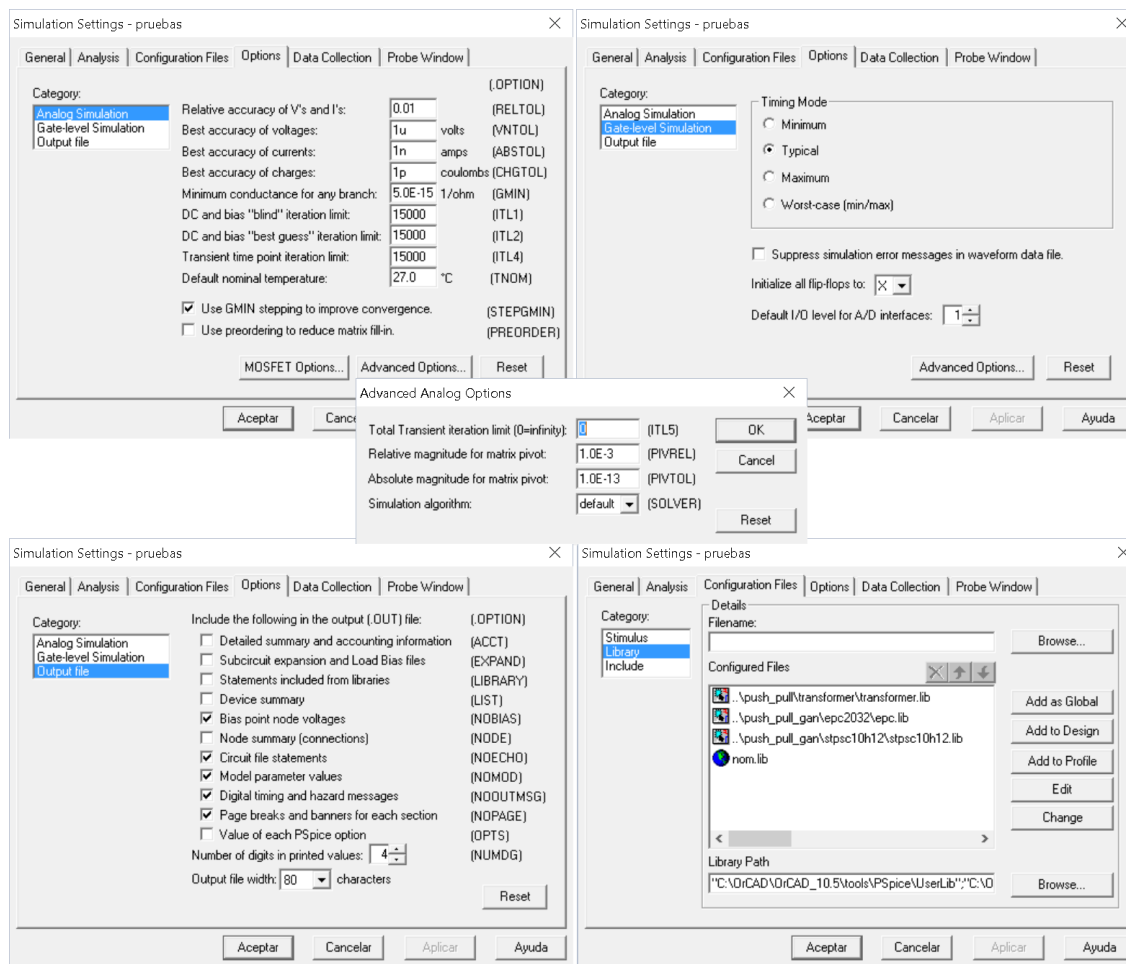 Simulation Settings - pruebas
General Analysis Configuration Files Options Data Collection Probe Window
(.OPTION)
Category:
Analog Simulation
Gate-level Simulation
Output file
Relative accuracy of V's and I's: 0.01 (RELTOL)
Best accuracy of voltages: 1u volts (VNTOL)
Best accuracy of currents: 1n amps (ABSTOL)
Best accuracy of charges: 1p coulombs (CHGTOL)
Minimum conductance for any branch: 5.0E-15 1/ohm (GMIN)
DC and bias "blind" iteration limit: 15000 (ITL1)
DC and bias "best guess" iteration limit: 15000 (ITL2)
Transient time point iteration limit: 15000 (ITL4)
Default nominal temperature: 27.0 °C (TNOM)
Use GMIN stepping to improve convergence. (STEPGMIN)
Use preordering to reduce matrix fill-in. (PREORDER)
MOSFET Options... Advanced Options... Reset
Aceptar Cance
Simulation Settings - pruebas
General Analysis Configuration Files Options Data Collection Probe Window
Category:
Analog Simulation
Gate-level Simulation
Output file
Timing Mode
Minimum
Typical
Maximum
Worst-case (min/max)
Suppress simulation error messages in waveform data file.
Initialize all flip-flops to: X
Default I/O level for A/D interfaces: 1
Advanced Options... Reset
Aceptar Cancelar Aplicar Ayuda
Advanced Analog Options
Total Transient iteration limit (0=infinity): 0 (ITL5) OK
Relative magnitude for matrix pivot: 1.0E-3 (PIVREL) Cancel
Absolute magnitude for matrix pivot: 1.0E-13 (PIVTOL)
Simulation algorithm: default (SOLVER)
Reset
Simulation Settings - pruebas
General Analysis Configuration Files Options Data Collection Probe Window
Category:
Analog Simulation
Gate-level Simulation
Output file
Include the following in the output (.OUT) file: (.OPTION)
Detailed summary and accounting information (ACCT)
Subcircuit expansion and Load Bias files (EXPAND)
Statements included from libraries (LIBRARY)
Device summary (LIST)
Bias point node voltages (NOBIAS)
Node summary (connections) (NODE)
Circuit file statements (NOECHO)
Model parameter values (NOMOD)
Digital timing and hazard messages (NOOUTMSG)
Page breaks and banners for each section (NOPAGE)
Value of each PSpice option (OPTS)
Number of digits in printed values: 4 (NUMDG)
Output file width: 80 characters
Reset
Aceptar Cancelar Aplicar Ayuda
Simulation Settings - pruebas
General Analysis Configuration Files Options Data Collection Probe Window
Category:
Stimulus
Library
Include
Details
Filename:
Browse...
Configured Files
..\push_pull\transformer\transformer.lib
..\push_pull_gan\epc2032\epc.lib
..\push_pull_gan\stpsc10h12\stpsc10h12.lib
nom.lib
Add as Global
Add to Design
Add to Profile
Edit
Change
Library Path
"C:\OrCAD\OrCAD_10.5\tools\PSpice\UserLib";"C:\O
Browse...
Aceptar Cancelar Aplicar Ayuda